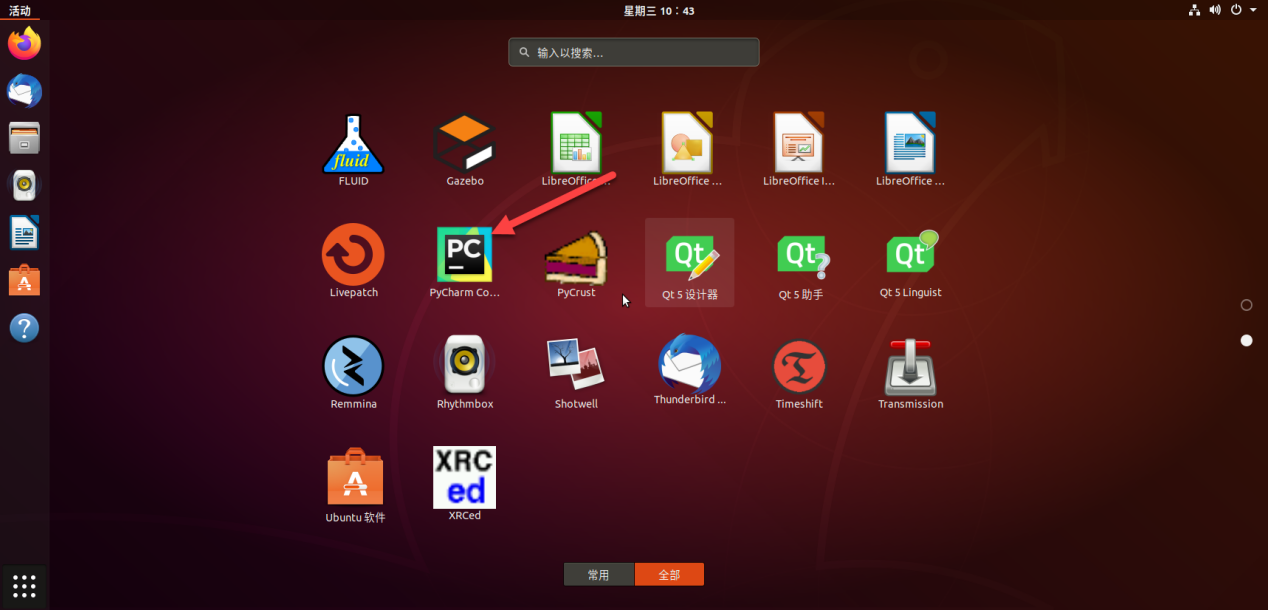 活动
星期三 10：43
输入以搜索...
fluid
FLUID
Gazebo
LibreOffice ...
LibreOffice ...
LibreOffice I...
LibreOffice ...
Livepatch
PC
PyCharm Co...
PyCrust
Qt
Qt 5 设计器
Qt
?
Qt 5 助手
Qt
Qt 5 Linguist
Remmina
Rhythmbox
Shotwell
Thunderbird ...
Timeshift
Transmission
Ubuntu 软件
XRC
ed
XRCed
常用
全部
?